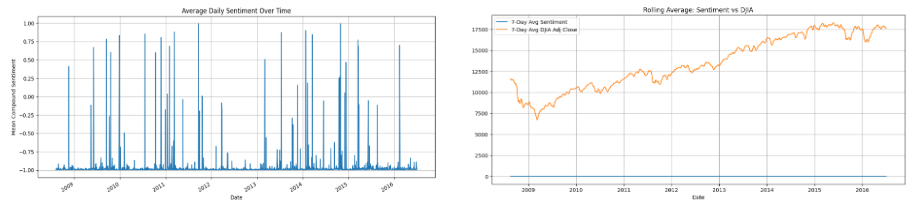 Average Daily Sentiment Over Time
1.00
0.75
0.50
0.25
0.00
−0.25
−0.50
−0.75
−1.00
Mean Compound Sentiment
2009 2010 2011 2012 2013 2014 2015 2016
Date
Rolling Average: Sentiment vs DJIA
7-Day Avg Sentiment
7-Day Avg DJIA Adj Close
17500
15000
12500
10000
7500
5000
2500
0
2009 2010 2011 2012 2013 2014 2015 2016
Date